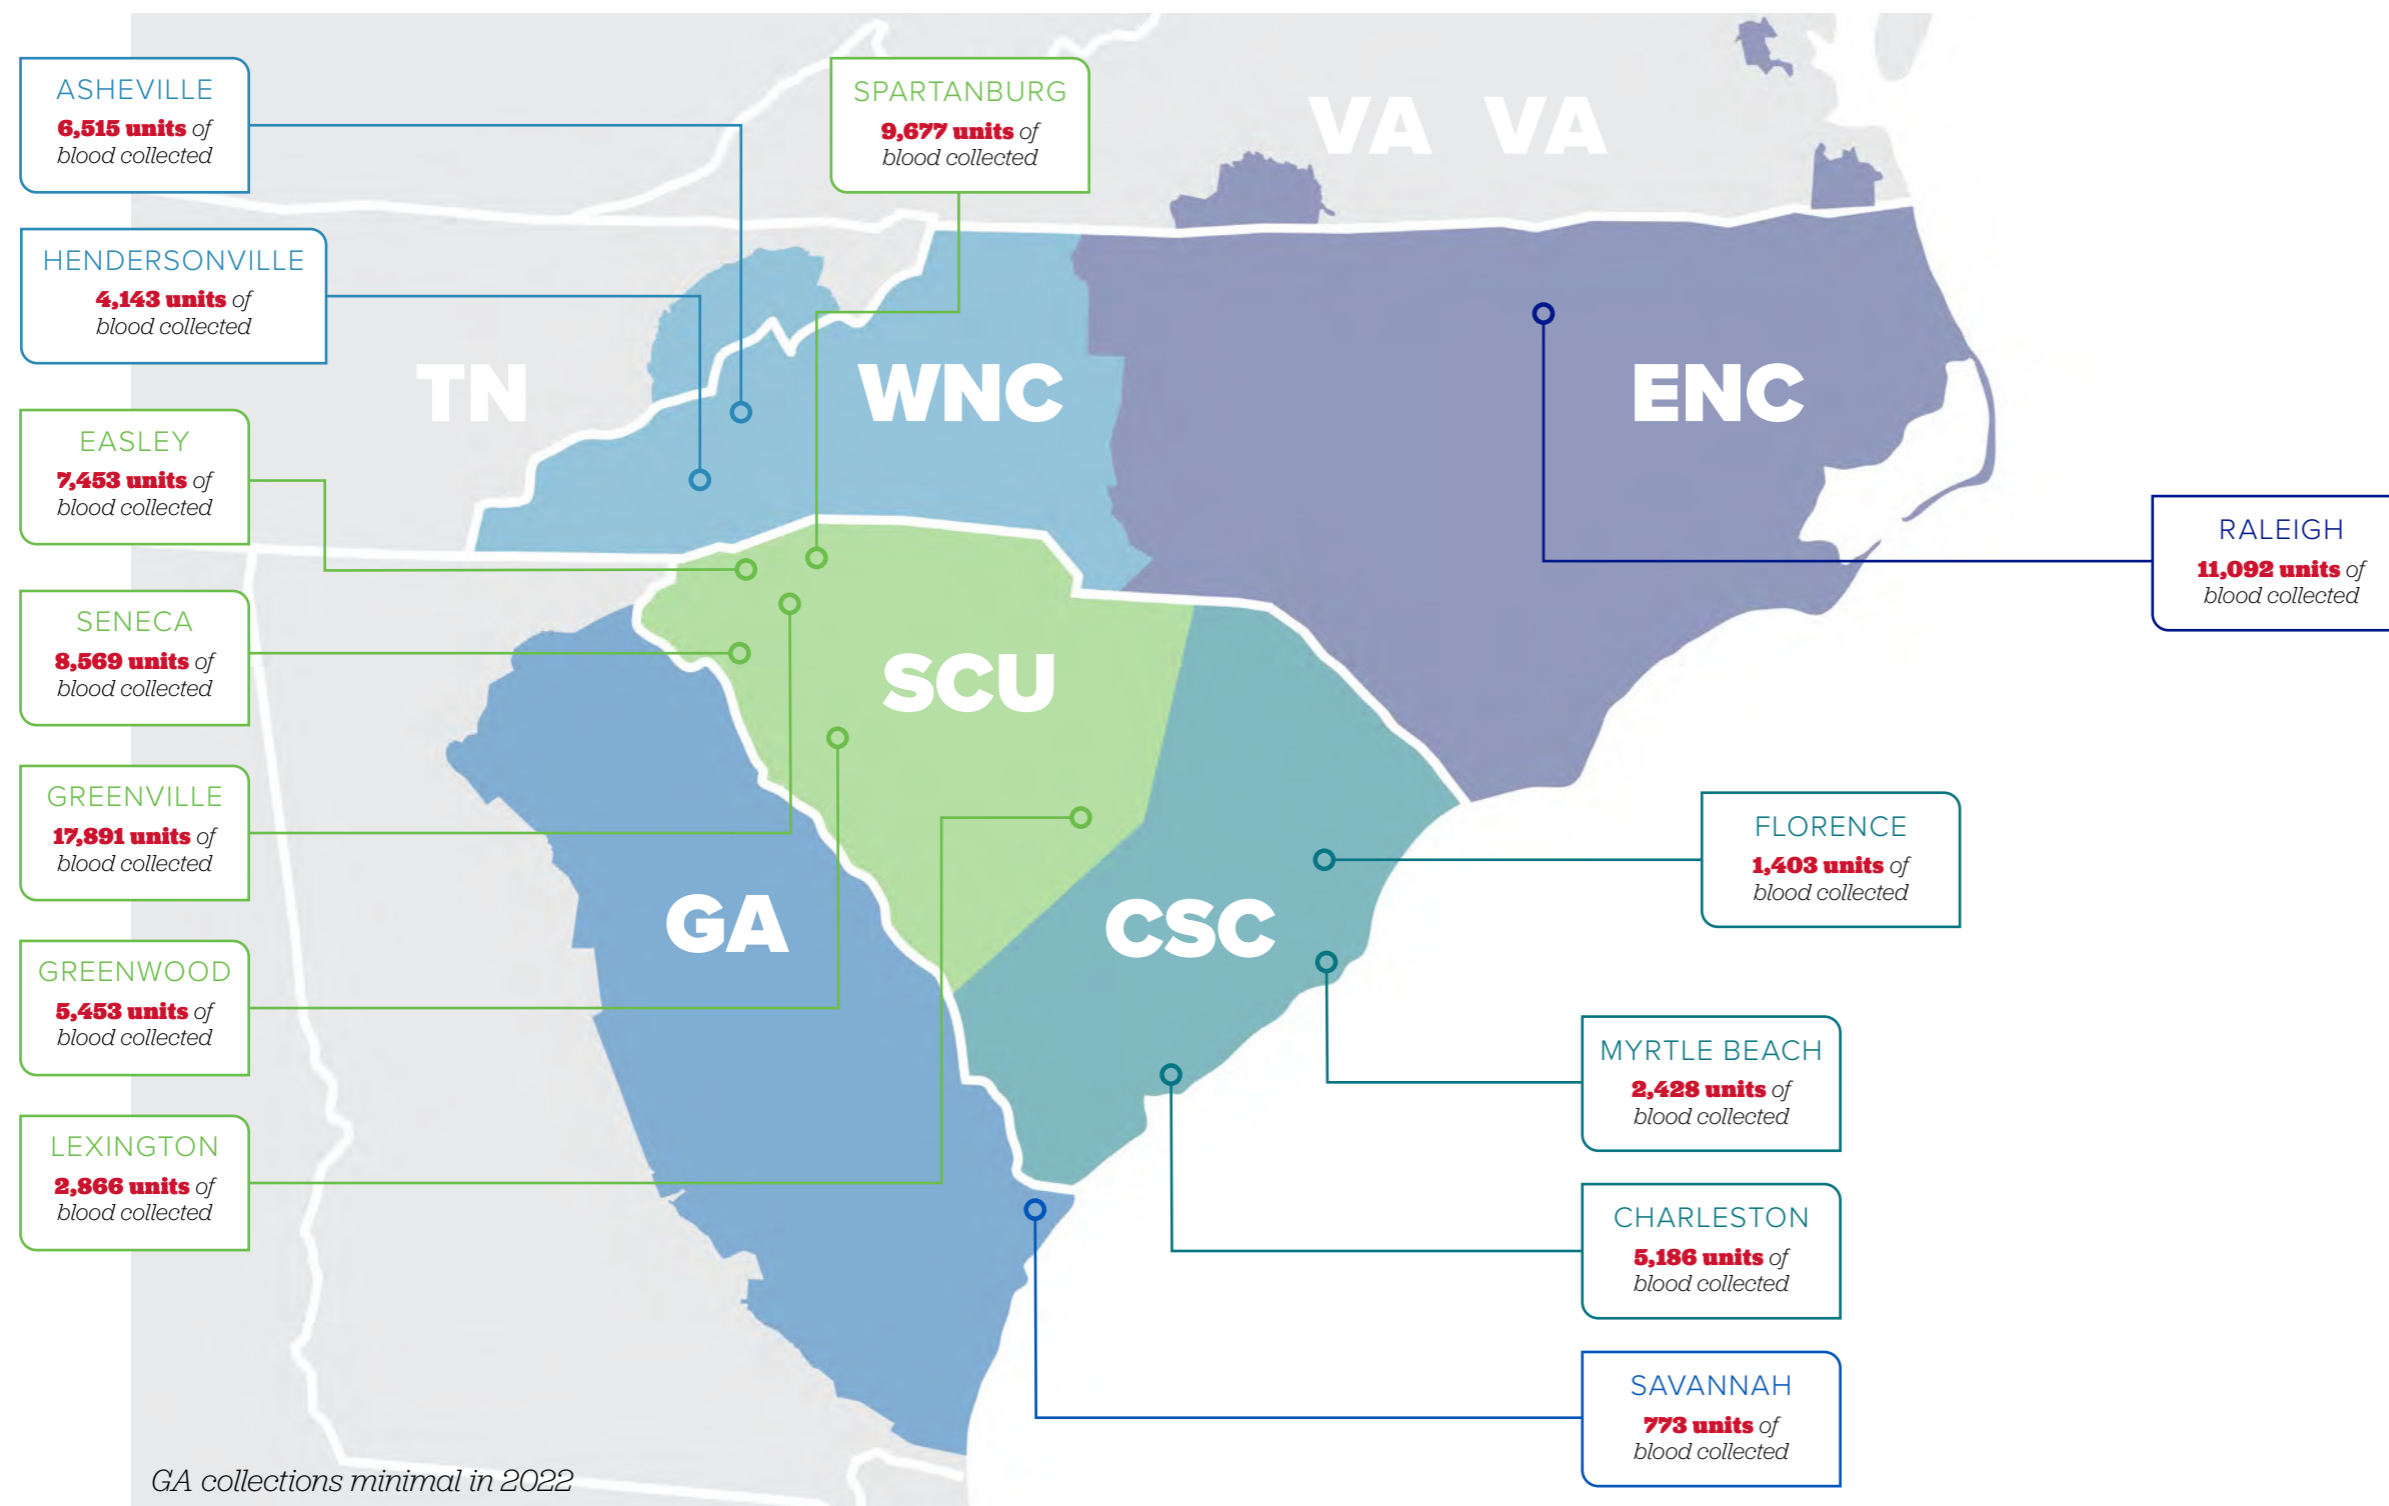 ASHEVILLE
6,515 units of
blood collected
SPARTANBURG
9,677 units of
blood collected
VA VA
HENDERSONVILLE
4,143 units of
blood collected
TN
WNC
ENC
EASLEY
7,453 units of
blood collected
RALEIGH
11,092 units of
blood collected
SENECA
8,569 units of
blood collected
SCU
GREENVILLE
17,891 units of
blood collected
FLORENCE
1,403 units of
blood collected
GA
CSC
GREENWOOD
5,453 units of
blood collected
MYRTLE BEACH
2,428 units of
blood collected
LEXINGTON
2,866 units of
blood collected
CHARLESTON
5,186 units of
blood collected
SAVANNAH
773 units of
blood collected
GA collections minimal in 2022